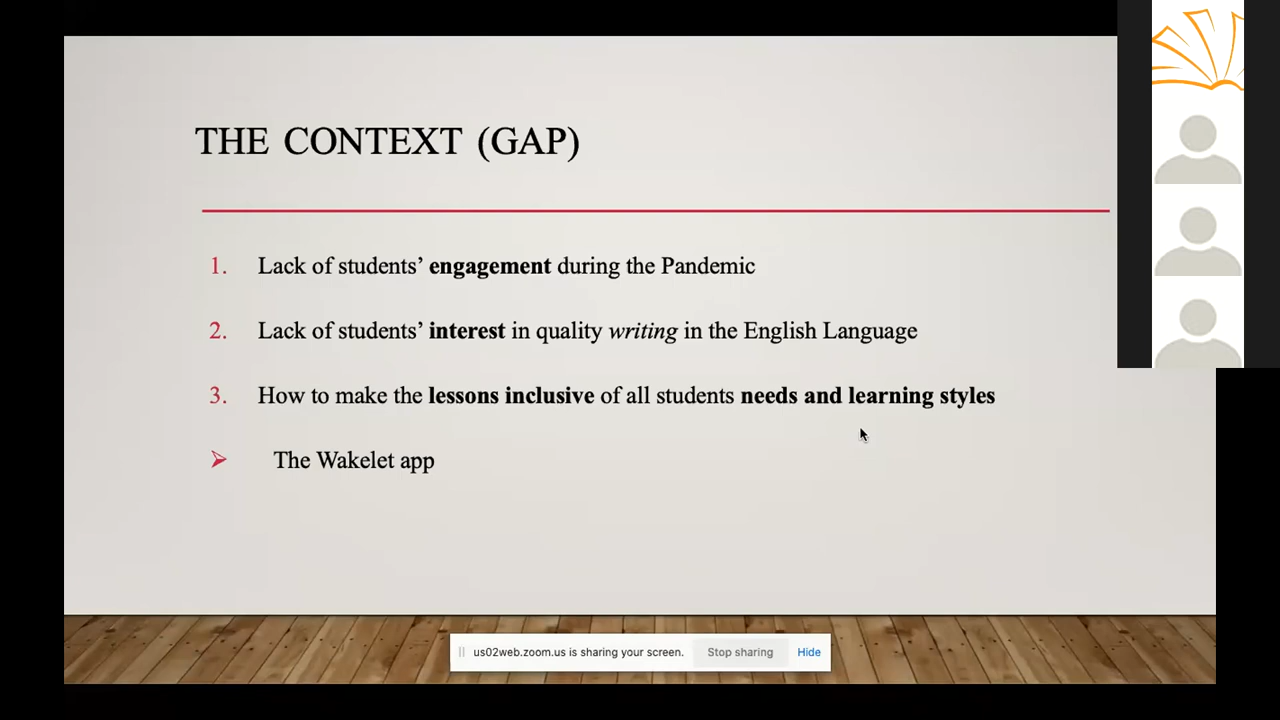 THE CONTEXT (GAP)
1. Lack of students’ engagement during the Pandemic
2. Lack of students’ interest in quality writing in the English Language
3. How to make the lessons inclusive of all students needs and learning styles
➢ The Wakelet app
us02web.zoom.us is sharing your screen. Stop sharing Hide